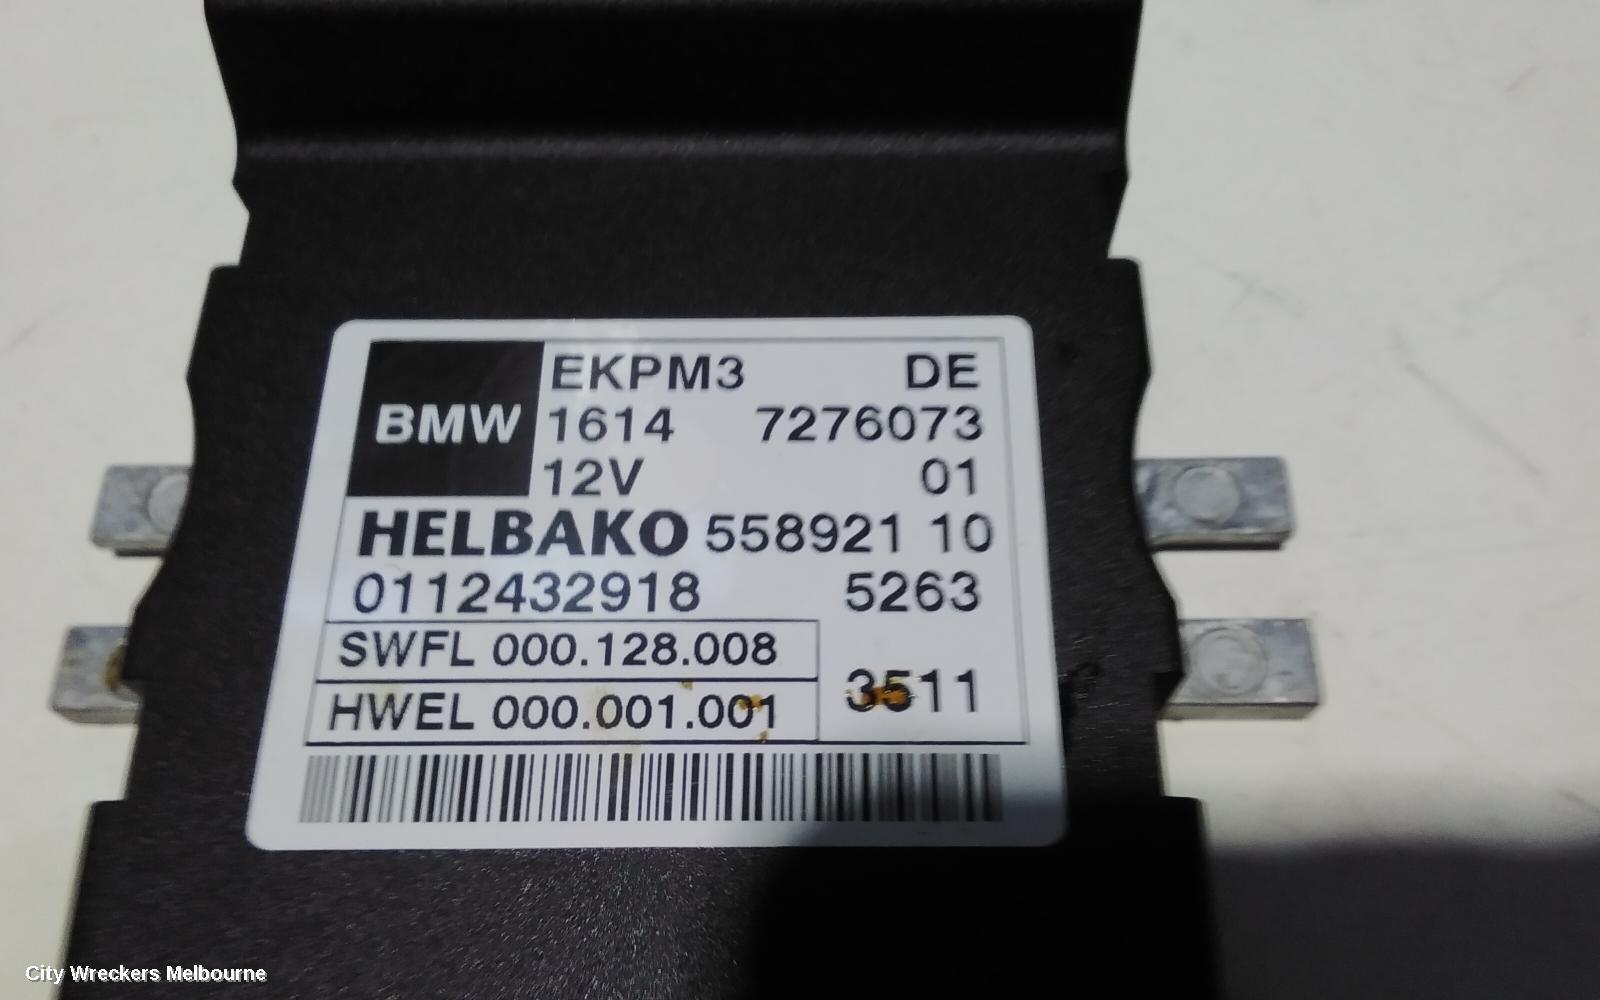 EKPM3 DE
BMW 1614 7276073
12V 01
HELBAKO 558921 10
0112432918 5263
SWFL 000.128.008
HWEL 000.001.001 3511
City Wreckers Melbourne